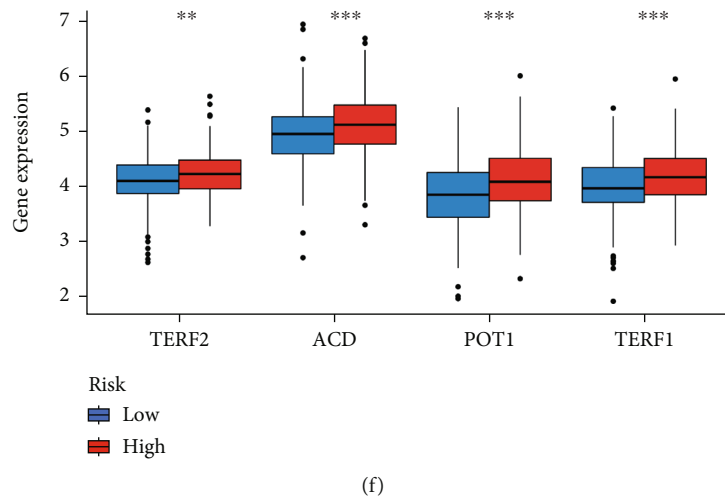 ** *** *** ***
7
6
5
4
3
2
Gene expression
TERF2 ACD POT1 TERF1
Risk
Low
High
(f)